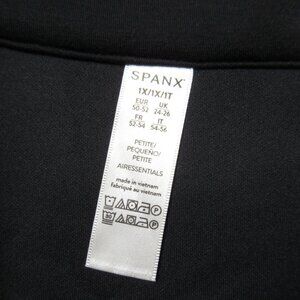 SPANX
1X/1X/1T
EUR UK
50-52 24-26
FR IT
52-54 54-56
PETITE/
PEQUEÑO/
PETITE
AIRESSENTIALS
made in vietnam
fabriqué au vietnam